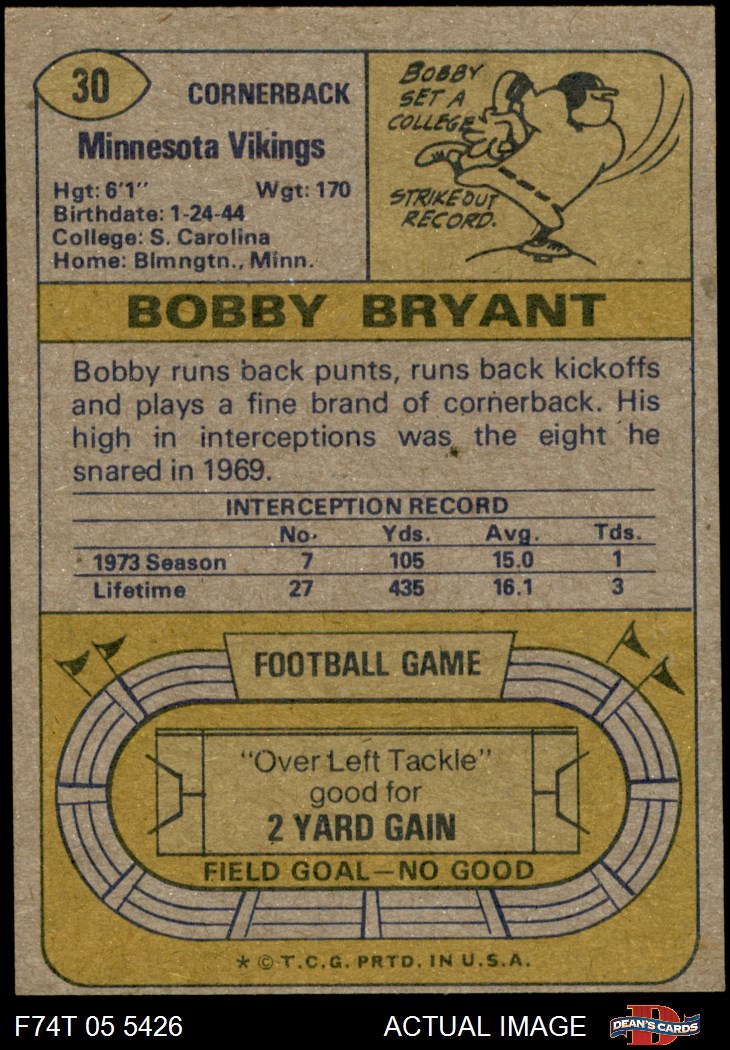 30
CORNERBACK
Minnesota Vikings
Hgt: 6'1" Wgt: 170
Birthdate: 1-24-44
College: S. Carolina
Home: Blmngtn., Minn.
BOBBY
SET A
COLLEGE
STRIKEOUT
RECORD.
BOBBY BRYANT
Bobby runs back punts, runs back kickoffs
and plays a fine brand of cornerback. His
high in interceptions was the eight he
snared in 1969.
INTERCEPTION RECORD
No. Yds. Avg. Tds.
1973 Season 7 105 15.0 1
Lifetime 27 435 16.1 3
FOOTBALL GAME
"Over Left Tackle"
good for
2 YARD GAIN
FIELD GOAL—NO GOOD
* © T.C.G. PRTD. IN U.S.A.
F74T 05 5426 ACTUAL IMAGE D DEAN'S CARDS